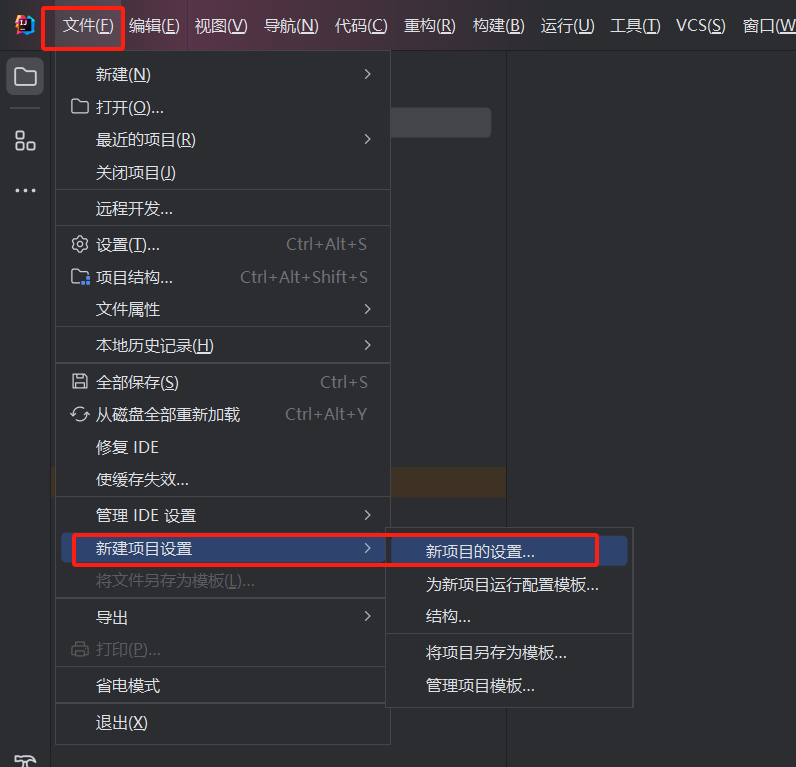 文件(F) 编辑(E) 视图(V) 导航(N) 代码(C) 重构(R) 构建(B) 运行(U) 工具(T) VCS(S) 窗口(W
新建(N)
打开(O)...
最近的项目(R)
关闭项目(J)
远程开发...
设置(T)... Ctrl+Alt+S
项目结构... Ctrl+Alt+Shift+S
文件属性
本地历史记录(H)
全部保存(S) Ctrl+S
从磁盘全部重新加载 Ctrl+Alt+Y
修复 IDE
使缓存失效...
管理 IDE 设置
新建项目设置
新项目的设置...
将文件另存为模板(L)...
为新项目运行配置模板...
导出
结构...
打印(P)...
将项目另存为模板...
省电模式
管理项目模板...
退出(X)